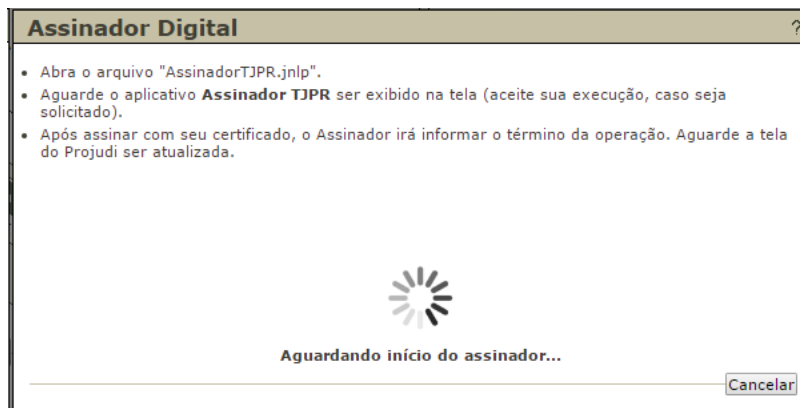 Assinador Digital ?
• Abra o arquivo "AssinadorTJPR.jnlp".
• Aguarde o aplicativo Assinador TJPR ser exibido na tela (aceite sua execução, caso seja
solicitado).
• Após assinar com seu certificado, o Assinador irá informar o término da operação. Aguarde a tela
do Projudi ser atualizada.
Aguardando início do assinador...
Cancelar